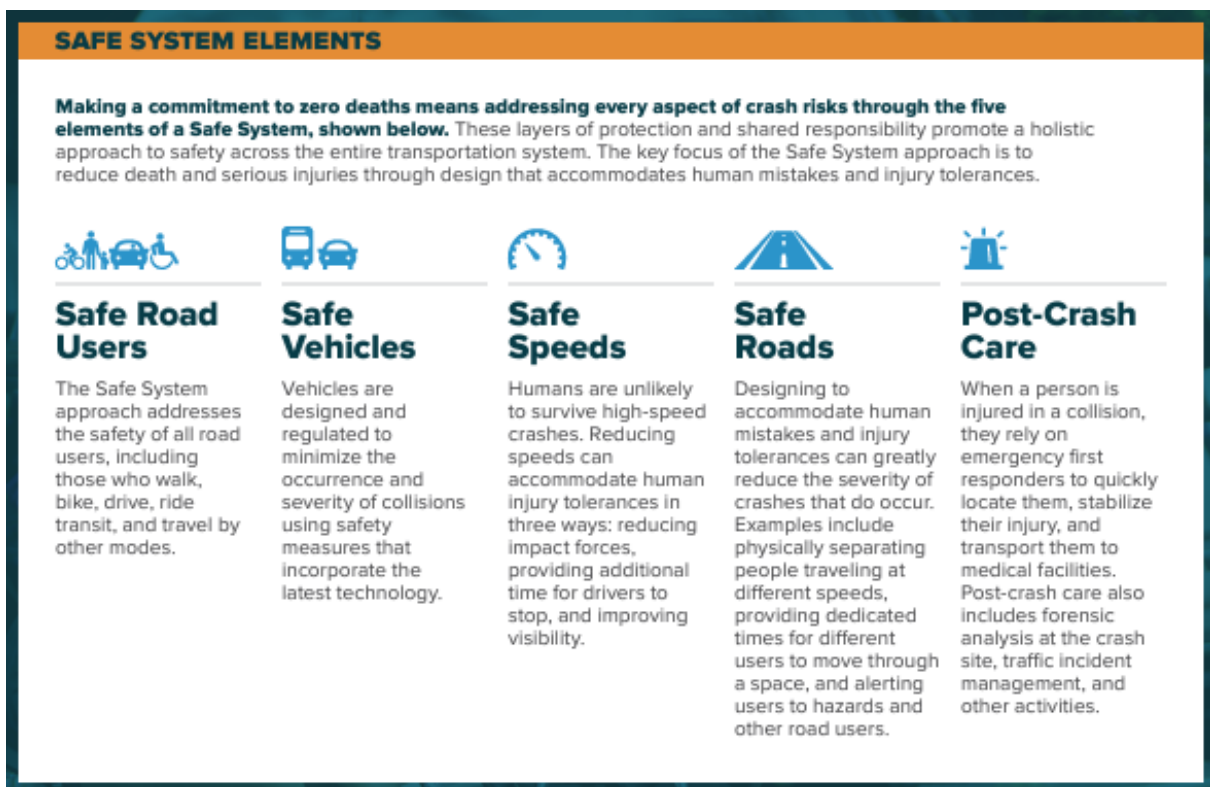 SAFE SYSTEM ELEMENTS
Making a commitment to zero deaths means addressing every aspect of crash risks through the five
elements of a Safe System, shown below. These layers of protection and shared responsibility promote a holistic
approach to safety across the entire transportation system. The key focus of the Safe System approach is to
reduce death and serious injuries through design that accommodates human mistakes and injury tolerances.
Safe Road
Users
The Safe System
approach addresses
the safety of all road
users, including
those who walk,
bike, drive, ride
transit, and travel by
other modes.
Safe
Vehicles
Vehicles are
designed and
regulated to
minimize the
occurrence and
severity of collisions
using safety
measures that
incorporate the
latest technology.
Safe
Speeds
Humans are unlikely
to survive high-speed
crashes. Reducing
speeds can
accommodate human
injury tolerances in
three ways: reducing
impact forces,
providing additional
time for drivers to
stop, and improving
visibility.
Safe
Roads
Designing to
accommodate human
mistakes and injury
tolerances can greatly
reduce the severity of
crashes that do occur.
Examples include
physically separating
people traveling at
different speeds,
providing dedicated
times for different
users to move through
a space, and alerting
users to hazards and
other road users.
Post-Crash
Care
When a person is
injured in a collision,
they rely on
emergency first
responders to quickly
locate them, stabilize
their injury, and
transport them to
medical facilities.
Post-crash care also
includes forensic
analysis at the crash
site, traffic incident
management, and
other activities.